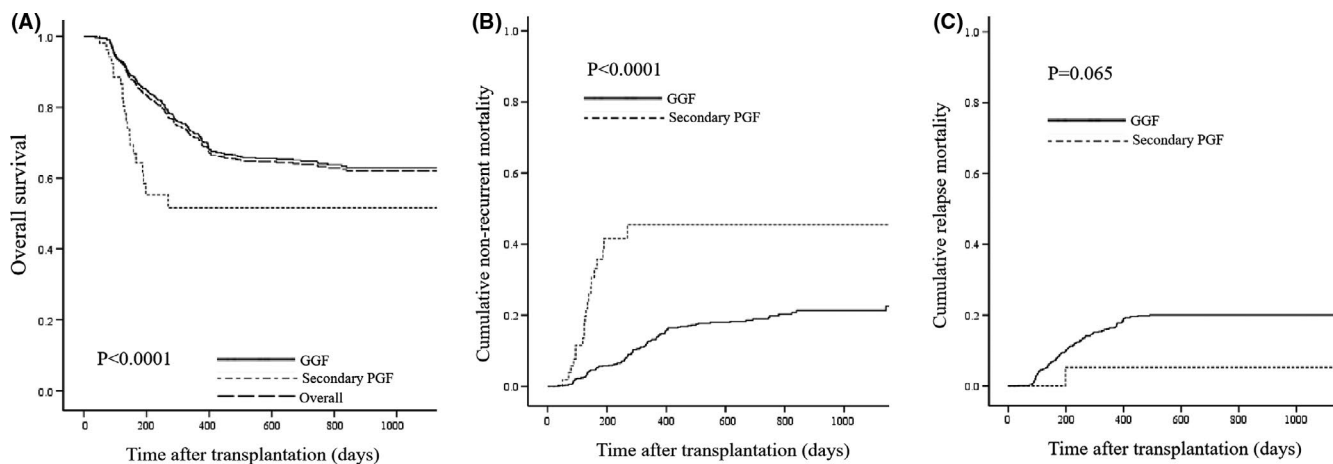 (A)
Overall survival
1.0
0.8
0.6
0.4
0.2
0.0
P<0.0001
GGF
Secondary PGF
Overall
0 200 400 600 800 1000
Time after transplantation (days)
(B)
Cumulative non-recurrent mortality
1.0
0.8
0.6
0.4
0.2
0.0
P<0.0001
GGF
Secondary PGF
0 200 400 600 800 1000
Time after transplantation (days)
(C)
Cumulative relapse mortality
1.0
0.8
0.6
0.4
0.2
0.0
P=0.065
GGF
Secondary PGF
0 200 400 600 800 1000
Time after transplantation (days)